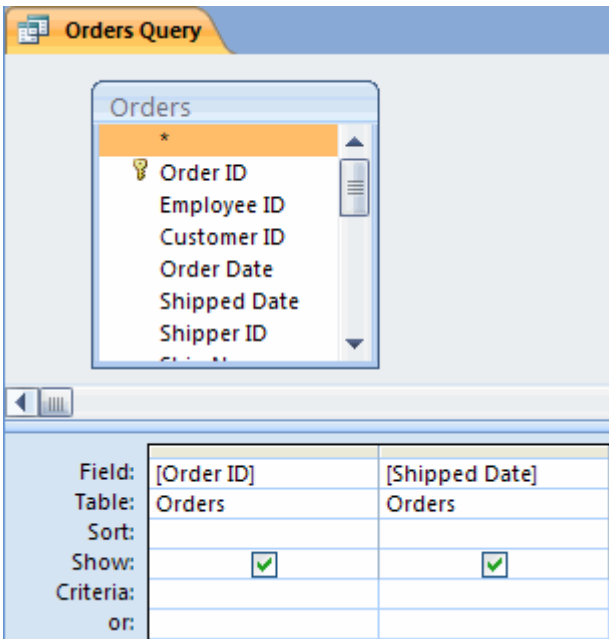 Orders Query
Orders
*
Order ID
Employee ID
Customer ID
Order Date
Shipped Date
Shipper ID
Field: [Order ID] [Shipped Date]
Table: Orders Orders
Sort:
Show:
Criteria:
or: